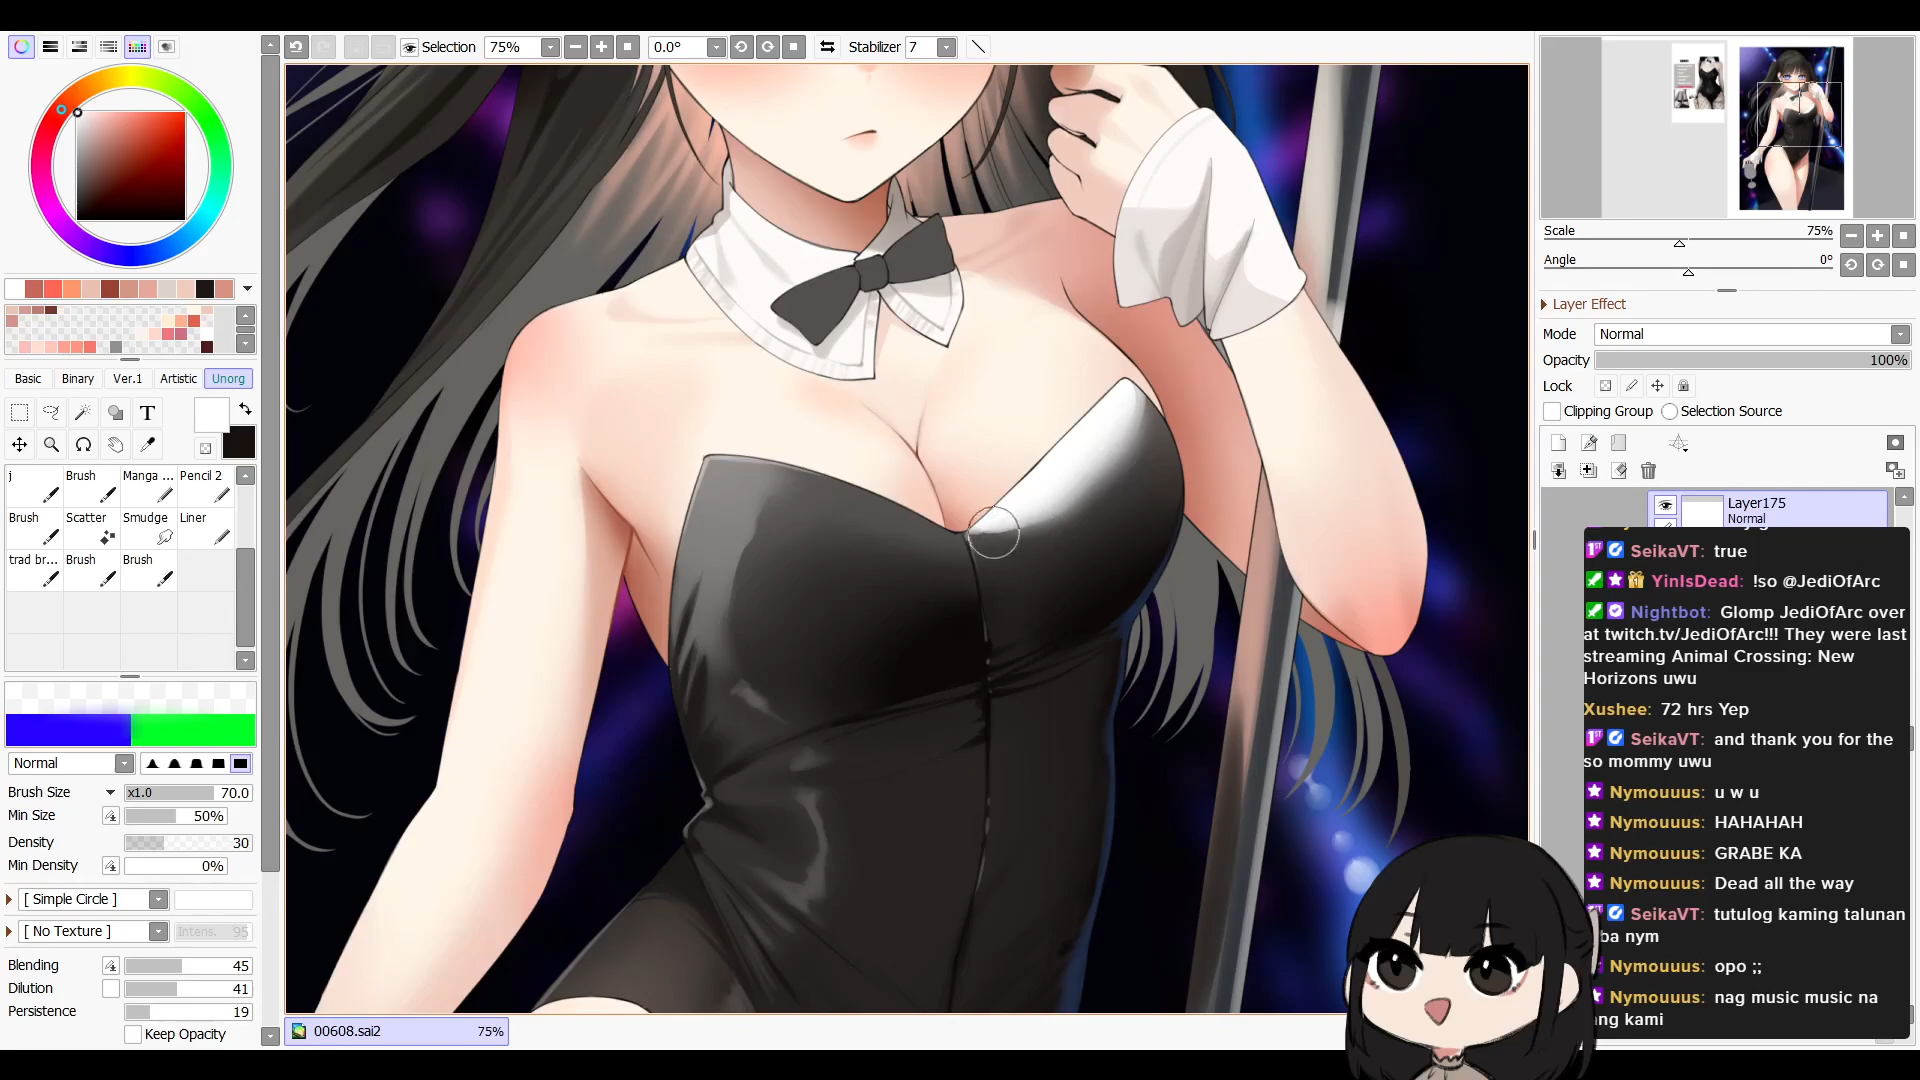 Selection
75%
0.0°
Stabilizer 7
Scale 75%
Angle 0°
Layer Effect
Mode Normal
Opacity 100%
Lock
Clipping Group Selection Source
Layer175
Normal
Basic Binary Ver.1 Artistic Unorg
T
j Brush Manga ... Pencil 2
Brush Scatter Smudge Liner
trad br... Brush Brush
Normal
Brush Size x1.0 70.0
Min Size 50%
Density 30
Min Density 0%
[ Simple Circle ]
[ No Texture ] Intens. 95
Blending 45
Dilution 41
Persistence 19
Keep Opacity
00608.sai2 75%
SeikaVT: true
YinIsDead: !so @JediOfArc
Nightbot: Glomp JediOfArc over
at twitch.tv/JediOfArc!!! They were last
streaming Animal Crossing: New
Horizons uwu
Xushee: 72 hrs Yep
SeikaVT: and thank you for the
so mommy uwu
Nymouuus: u w u
Nymouuus: HAHAHAH
Nymouuus: GRABE KA
Nymouuus: Dead all the way
SeikaVT: tutulog kaming talunan
ba nym
Nymouuus: opo ;;
Nymouuus: nag music music na
ang kami